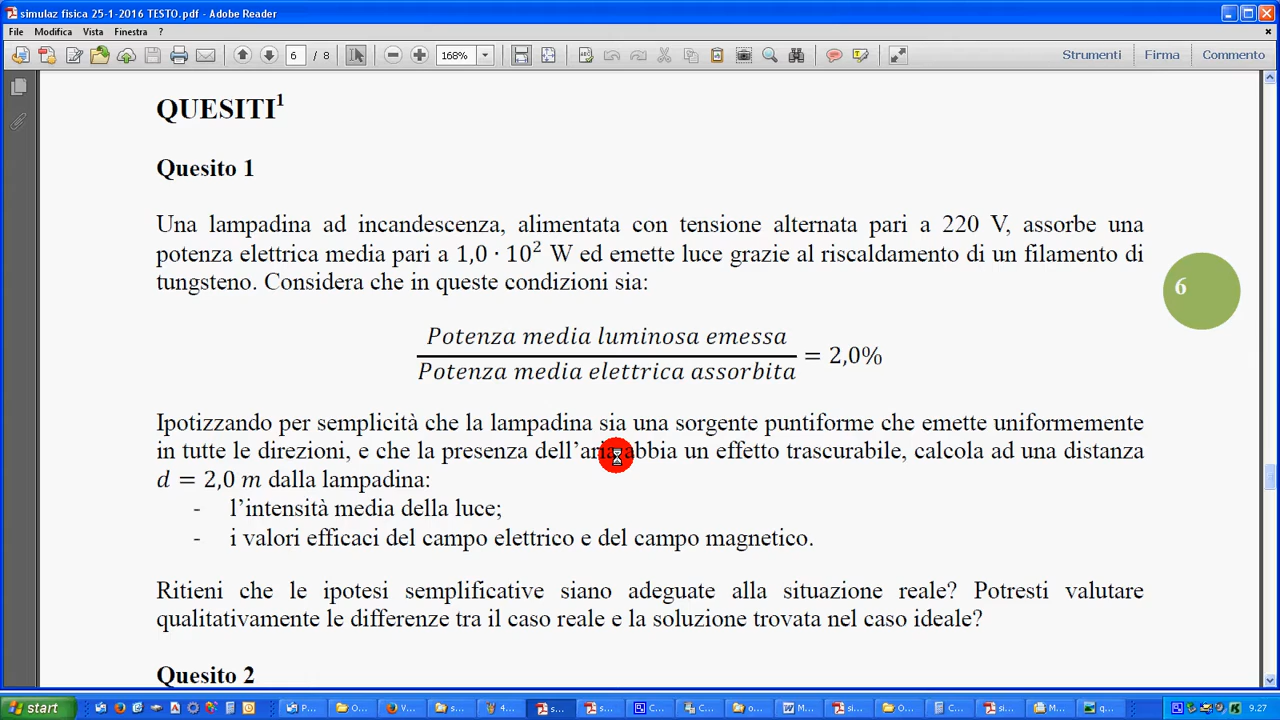 simulaz fisica 25-1-2016 TESTO.pdf - Adobe Reader
File Modifica Vista Finestra ?
6 / 8 168% Strumenti Firma Commento
QUESITI¹
Quesito 1
Una lampadina ad incandescenza, alimentata con tensione alternata pari a 220 V, assorbe una
potenza elettrica media pari a 1,0 · 10² W ed emette luce grazie al riscaldamento di un filamento di
tungsteno. Considera che in queste condizioni sia:
6
Potenza media luminosa emessa
Potenza media elettrica assorbita
= 2,0%
Ipotizzando per semplicità che la lampadina sia una sorgente puntiforme che emette uniformemente
in tutte le direzioni, e che la presenza dell’aria abbia un effetto trascurabile, calcola ad una distanza
d = 2,0 m dalla lampadina:
- l’intensità media della luce;
- i valori efficaci del campo elettrico e del campo magnetico.
Ritieni che le ipotesi semplificative siano adeguate alla situazione reale? Potresti valutare
qualitativamente le differenze tra il caso reale e la soluzione trovata nel caso ideale?
Quesito 2
start P... O... V... s... 4... s... s... C... C... o... M... si... O... C... si... M... q... 9.27